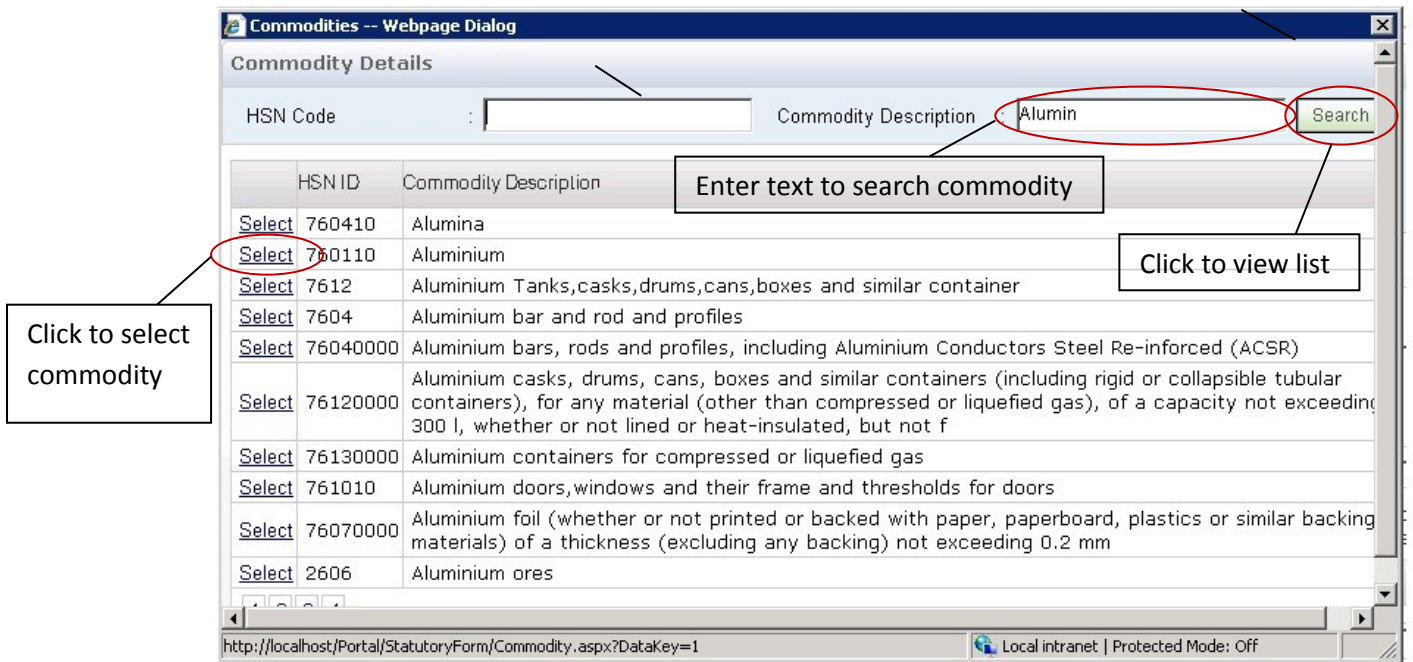 Commodities -- Webpage Dialog
Commodity Details
HSN Code : Commodity Description : Alumin Search
Enter text to search commodity
HSN ID Commodity Description
Click to view list
Select 760410 Alumina
Select 760110 Aluminium
Select 7612 Aluminium Tanks,casks,drums,cans,boxes and similar container
Select 7604 Aluminium bar and rod and profiles
Click to select
commodity
Select 76040000 Aluminium bars, rods and profiles, including Aluminium Conductors Steel Re-inforced (ACSR)
Select 76120000 Aluminium casks, drums, cans, boxes and similar containers (including rigid or collapsible tubular
containers), for any material (other than compressed or liquefied gas), of a capacity not exceeding
300 l, whether or not lined or heat-insulated, but not f
Select 76130000 Aluminium containers for compressed or liquefied gas
Select 761010 Aluminium doors,windows and their frame and thresholds for doors
Select 76070000 Aluminium foil (whether or not printed or backed with paper, paperboard, plastics or similar backing
materials) of a thickness (excluding any backing) not exceeding 0.2 mm
Select 2606 Aluminium ores
http://localhost/Portal/StatutoryForm/Commodity.aspx?DataKey=1 Local intranet | Protected Mode: Off